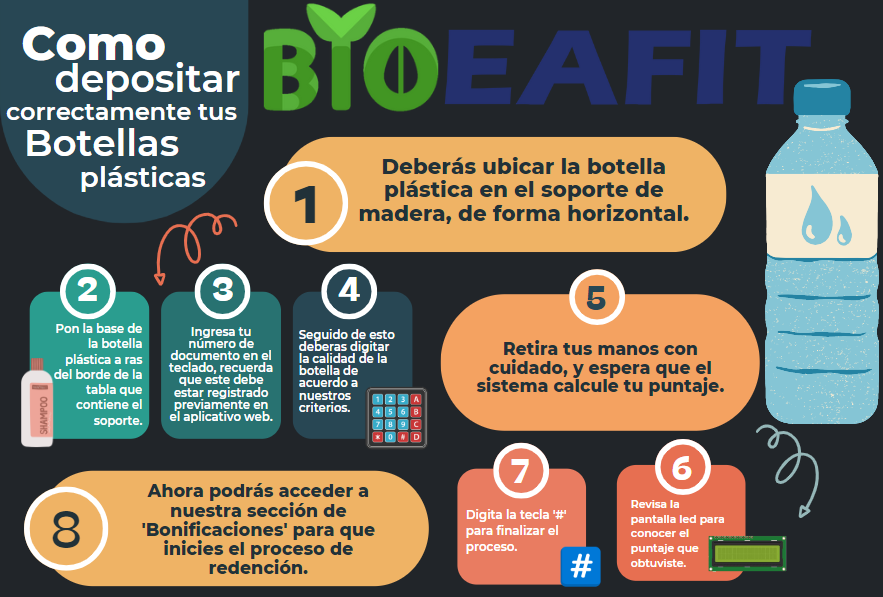 Como
depositar
correctamente tus
Botellas
plásticas
BIOEAFIT
1
Deberás ubicar la botella
plástica en el soporte de
madera, de forma horizontal.
2
Pon la base de
la botella
plástica a ras
del borde de la
tabla que
contiene el
soporte.
SHAMPOO
3
Ingresa tu
número de
documento en el
teclado, recuerda
que este debe
estar registrado
previamente en
el aplicativo web.
4
Seguido de esto
deberas digitar
la calidad de la
botella de
acuerdo a
nuestros
criterios.
1 2 3 A
4 5 6 B
7 8 9 C
* 0 # D
5
Retira tus manos con
cuidado, y espera que el
sistema calcule tu puntaje.
6
Revisa la
pantalla led para
conocer el
puntaje que
obtuviste.
7
Digita la tecla '#'
para finalizar el
proceso.
#
8
Ahora podrás acceder a
nuestra sección de
'Bonificaciones' para que
inicies el proceso de
redención.